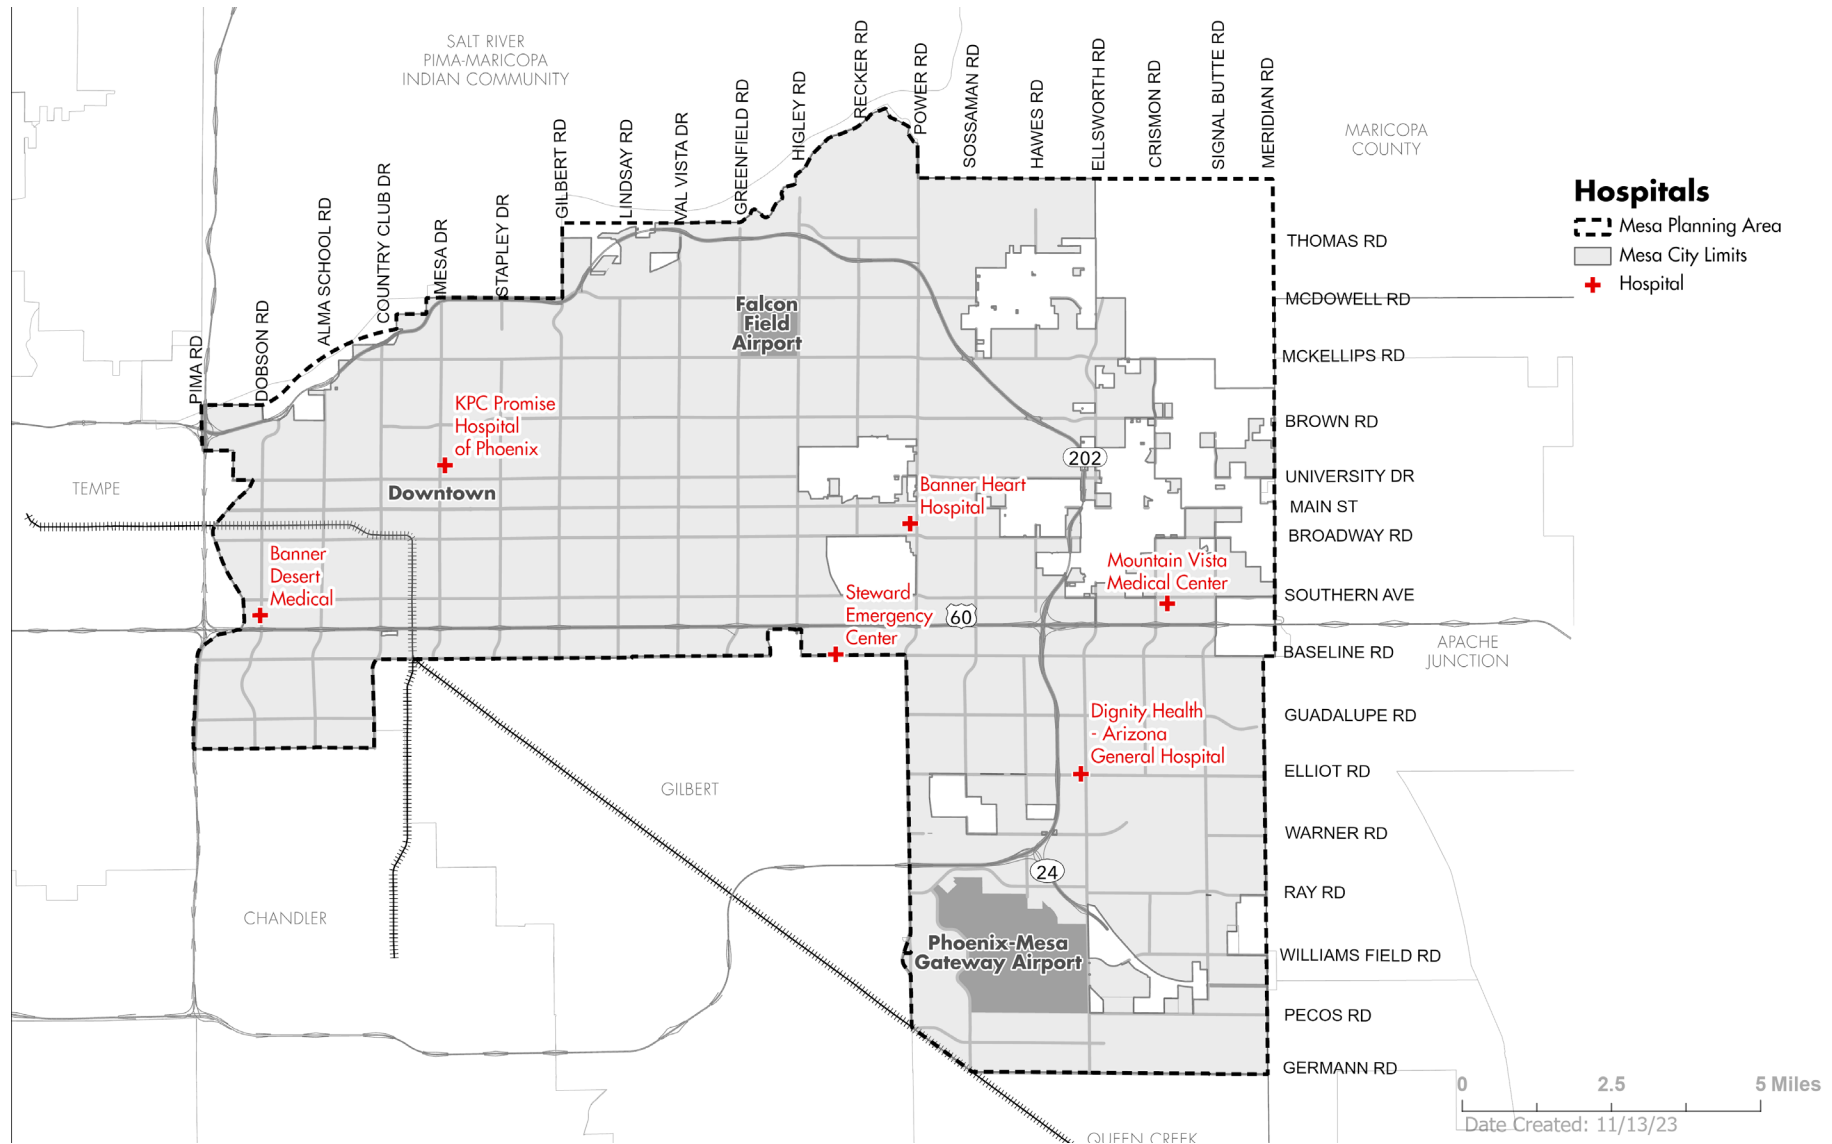 SALT RIVER
PIMA-MARICOPA
INDIAN COMMUNITY
PIMA RD
DOBSON RD
ALMA SCHOOL RD
COUNTRY CLUB DR
MESA DR
STAPLEY DR
GILBERT RD
LINDSAY RD
VAL VISTA DR
GREENFIELD RD
HIGLEY RD
RECKER RD
POWER RD
SOSSAMAN RD
HAWES RD
ELLSWORTH RD
CRISMON RD
SIGNAL BUTTE RD
MERIDIAN RD
MARICOPA
COUNTY
Hospitals
Mesa Planning Area
Mesa City Limits
Hospital
THOMAS RD
MCDOWELL RD
MCKELLIPS RD
BROWN RD
UNIVERSITY DR
MAIN ST
BROADWAY RD
SOUTHERN AVE
BASELINE RD
GUADALUPE RD
ELLIOT RD
WARNER RD
RAY RD
WILLIAMS FIELD RD
PECOS RD
GERMANN RD
Falcon
Field
Airport
KPC Promise
Hospital
of Phoenix
Downtown
TEMPE
202
Banner Heart
Hospital
Banner
Desert
Medical
Mountain Vista
Medical Center
Steward
Emergency
Center
60
APACHE
JUNCTION
Dignity Health
- Arizona
General Hospital
GILBERT
24
CHANDLER
Phoenix-Mesa
Gateway Airport
QUEEN CREEK
0 2.5 5 Miles
Date Created: 11/13/23